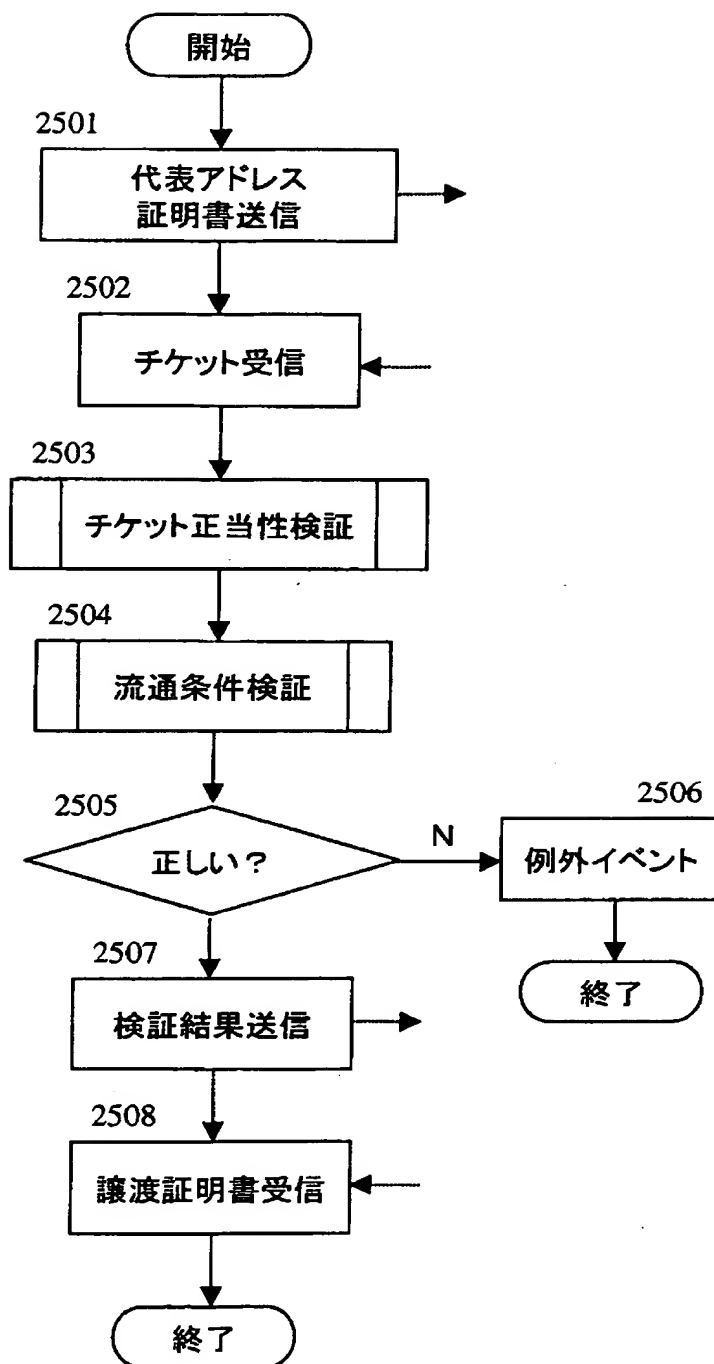 開始
2501
代表アドレス
証明書送信
2502
チケット受信
2503
チケット正当性検証
2504
流通条件検証
2505
正しい？
N
2506
例外イベント
終了
2507
検証結果送信
2508
譲渡証明書受信
終了